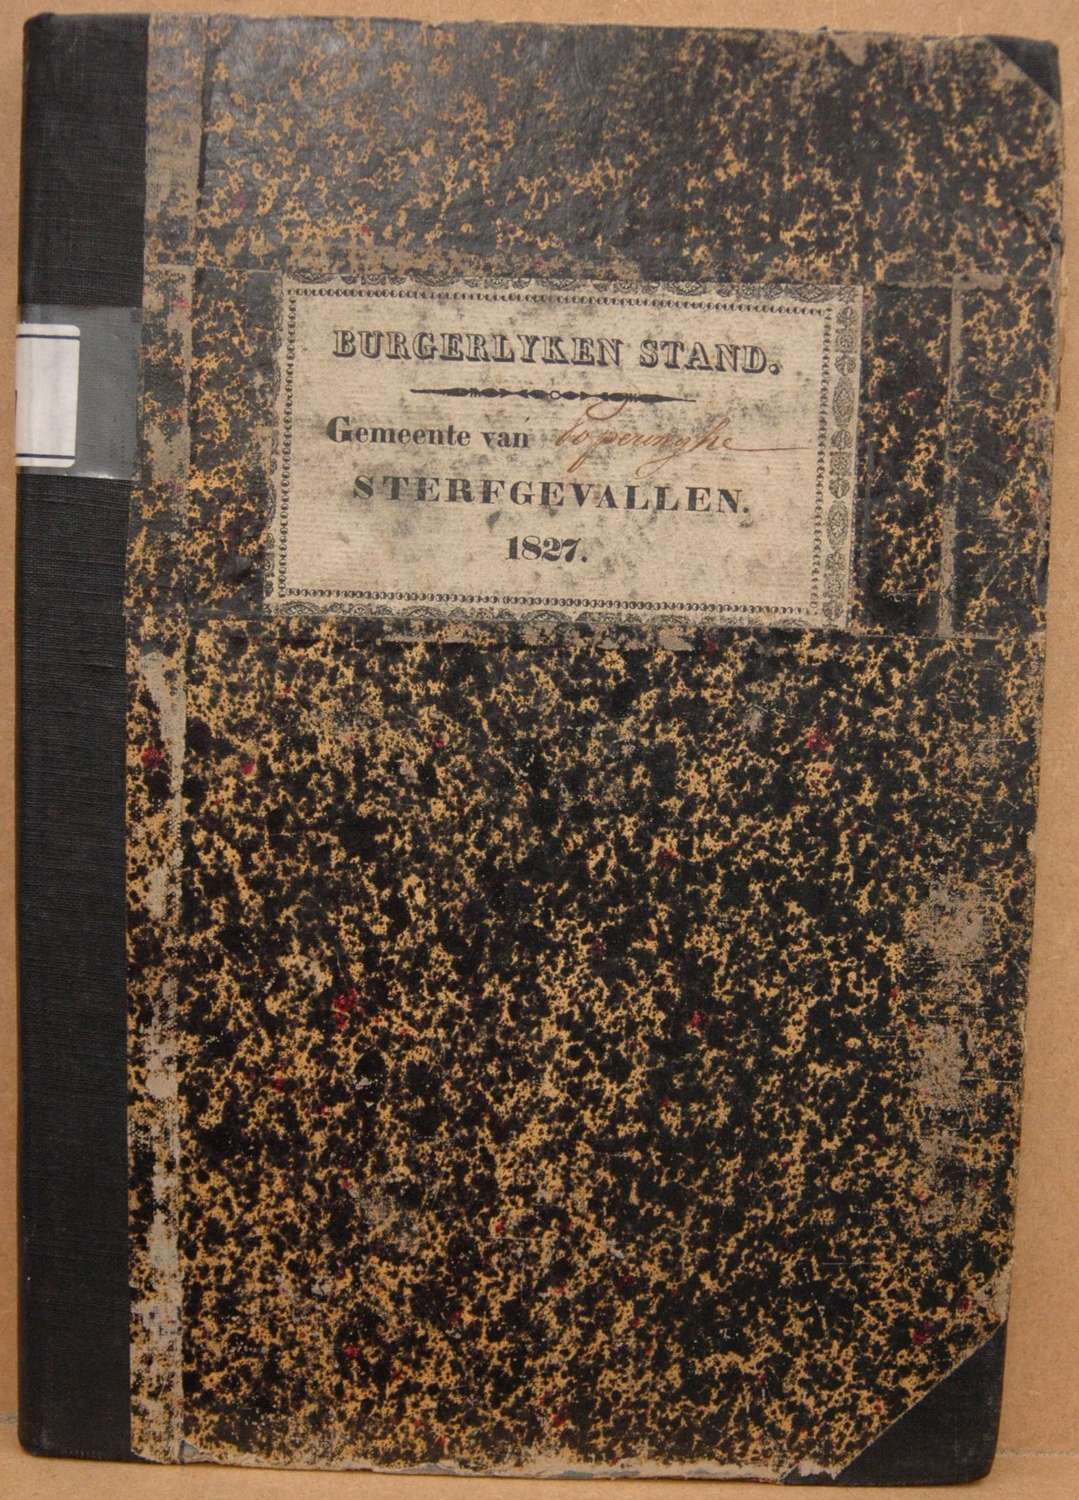 BURGERLYKEN STAND.
Gemeente van Poperinghe
STERFGEVALLEN.
1827.